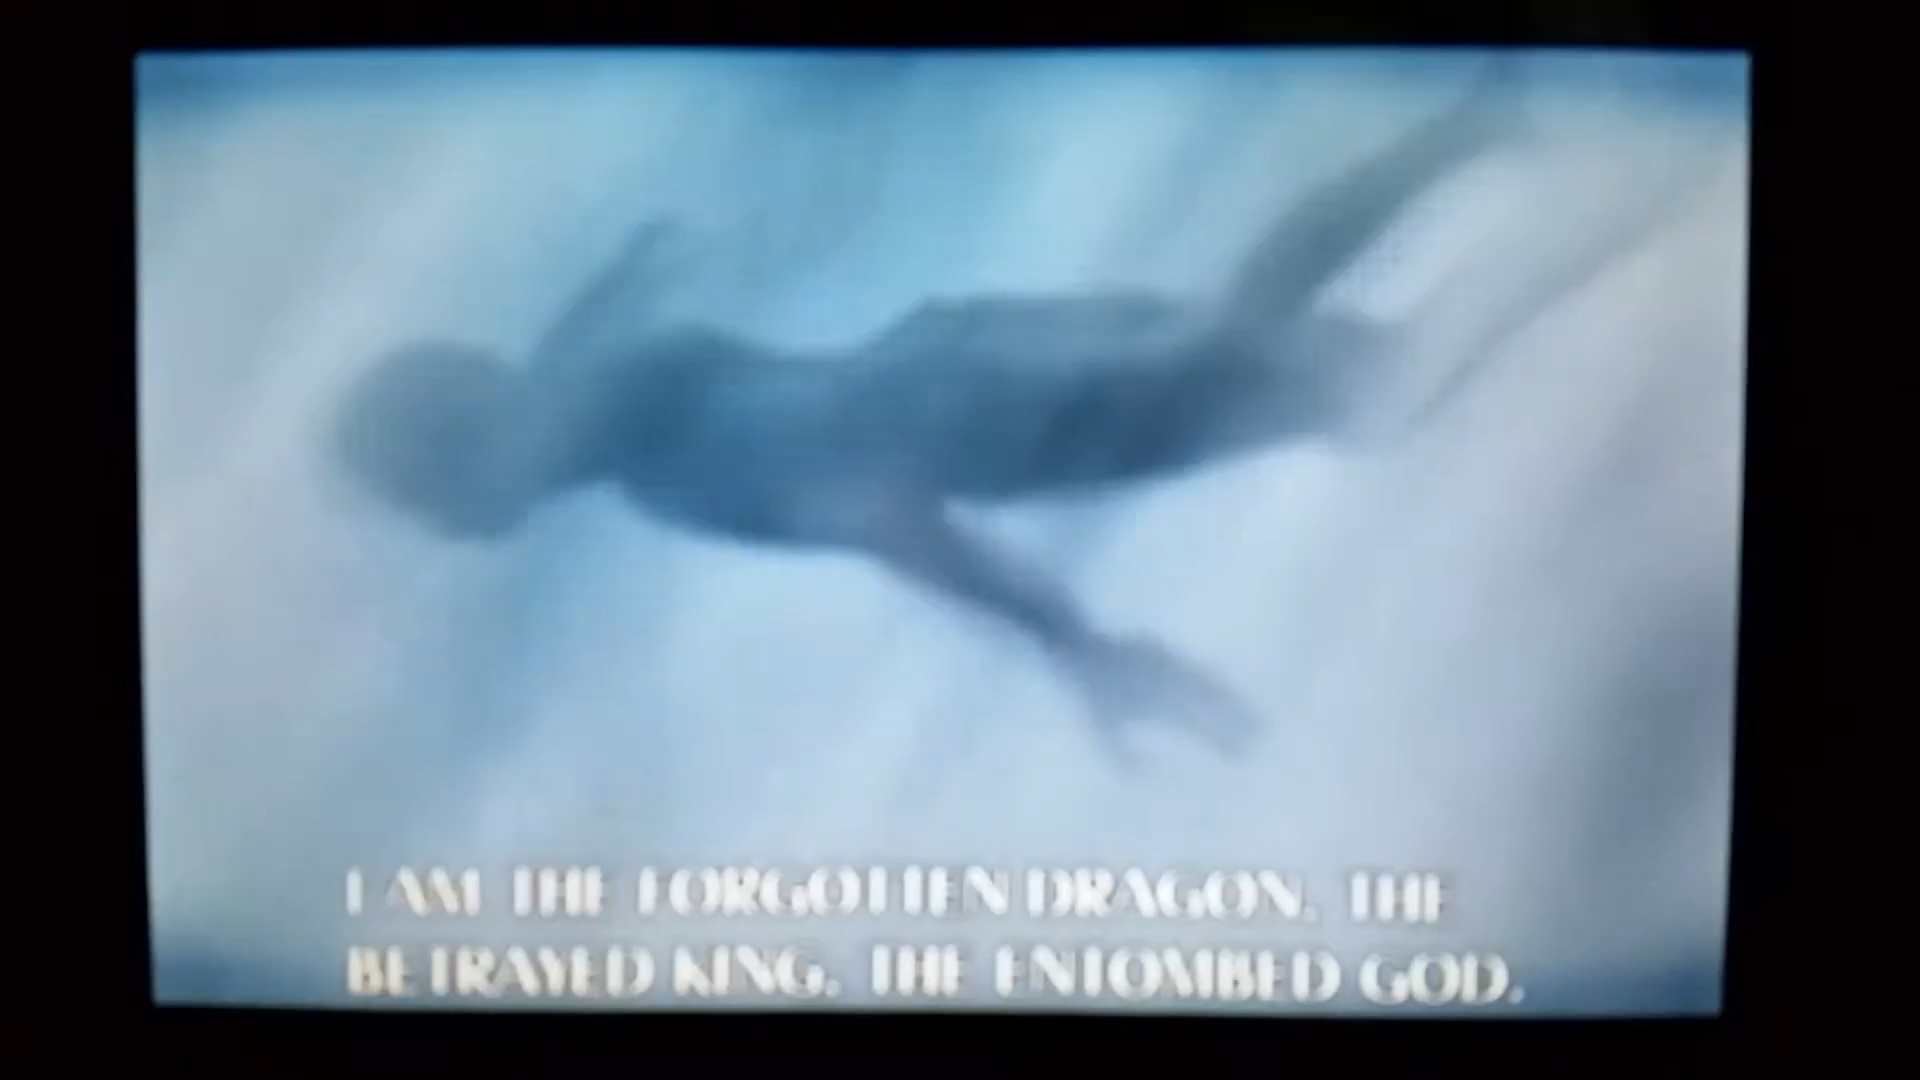 I AM THE FORGOTTEN DRAGON. THE
BETRAYED KING. THE ENTOMBED GOD.